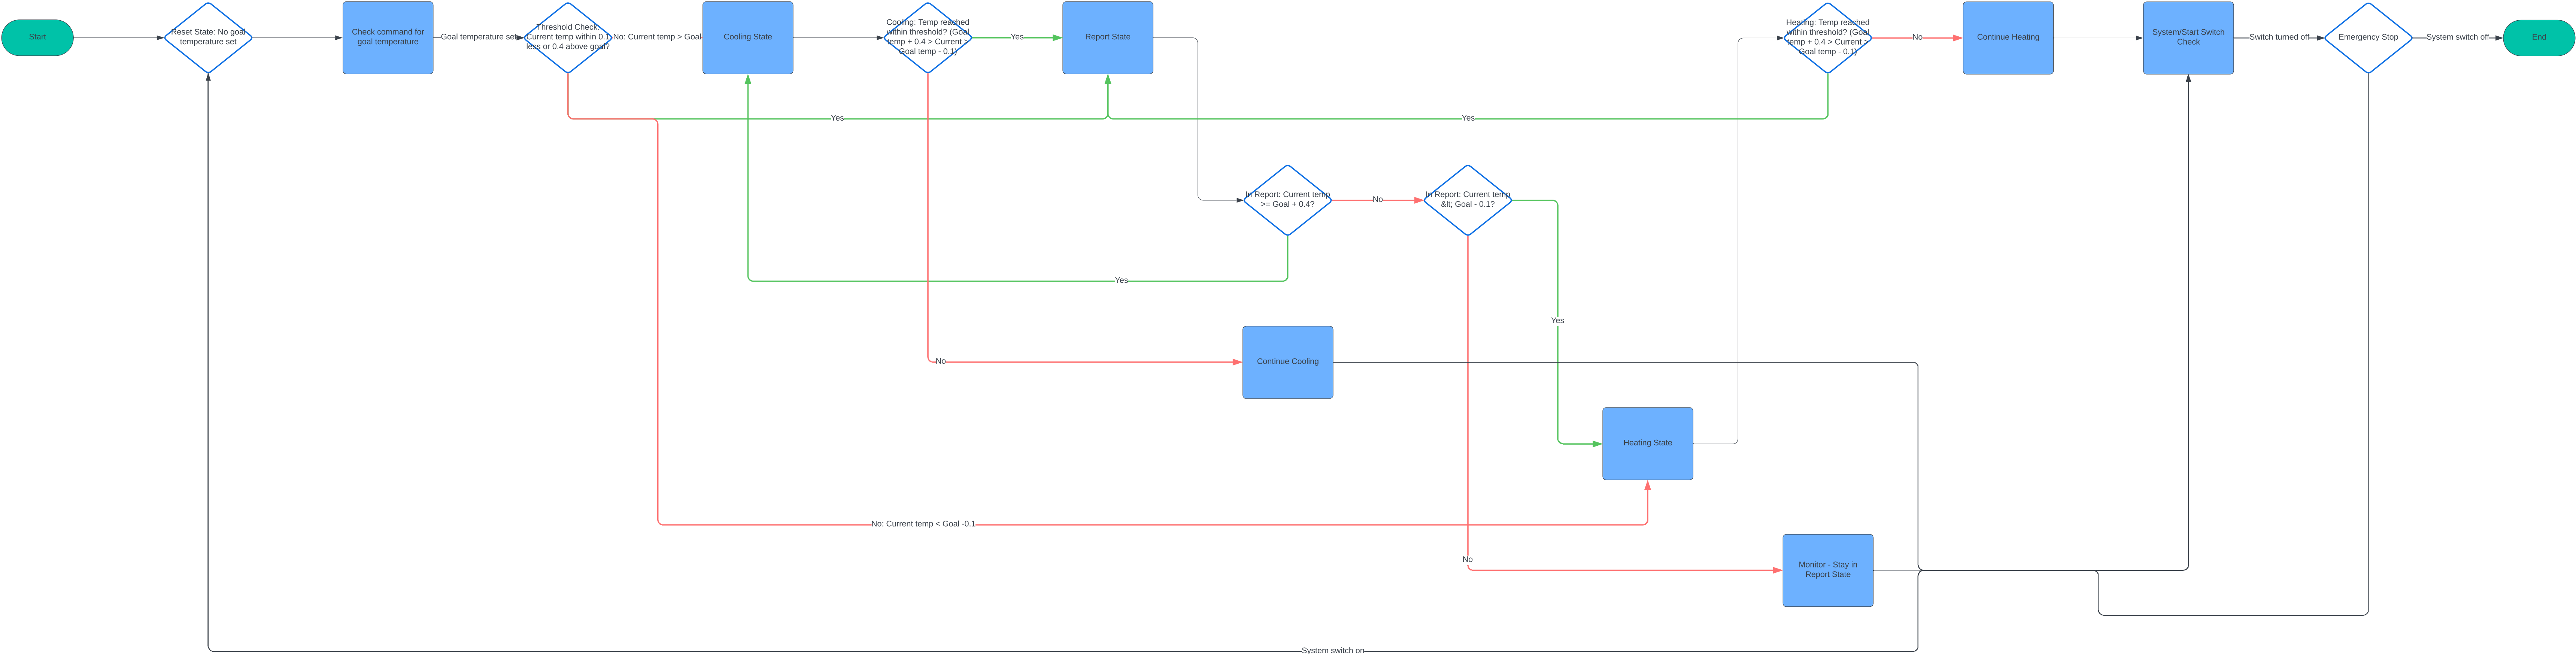 Start
Reset State: No goal
temperature set
Check command for
goal temperature
Goal temperature set
Threshold Check:
Current temp within 0.1
less or 0.4 above goal?
No: Current temp > Goal
Cooling State
Cooling: Temp reached
within threshold? (Goal
temp + 0.4 > Current >
Goal temp - 0.1)
Yes
Report State
Heating: Temp reached
within threshold? (Goal
temp + 0.4 > Current >
Goal temp - 0.1)
No
Continue Heating
System/Start Switch
Check
Switch turned off
Emergency Stop
System switch off
End
Yes
Yes
In Report: Current temp
>= Goal + 0.4?
No
In Report: Current temp
&lt; Goal - 0.1?
Yes
Yes
No
Continue Cooling
Heating State
No: Current temp < Goal -0.1
No
Monitor - Stay in
Report State
System switch on